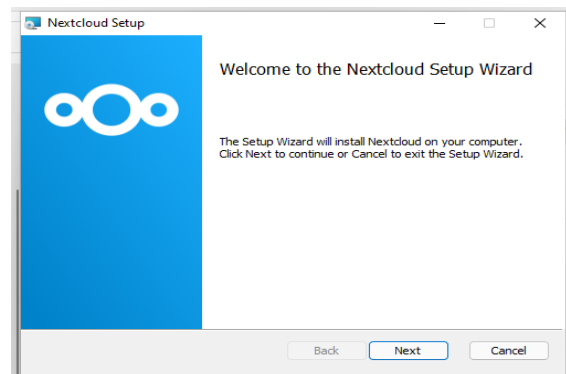 Nextcloud Setup
Welcome to the Nextcloud Setup Wizard
The Setup Wizard will install Nextcloud on your computer.
Click Next to continue or Cancel to exit the Setup Wizard.
Back Next Cancel